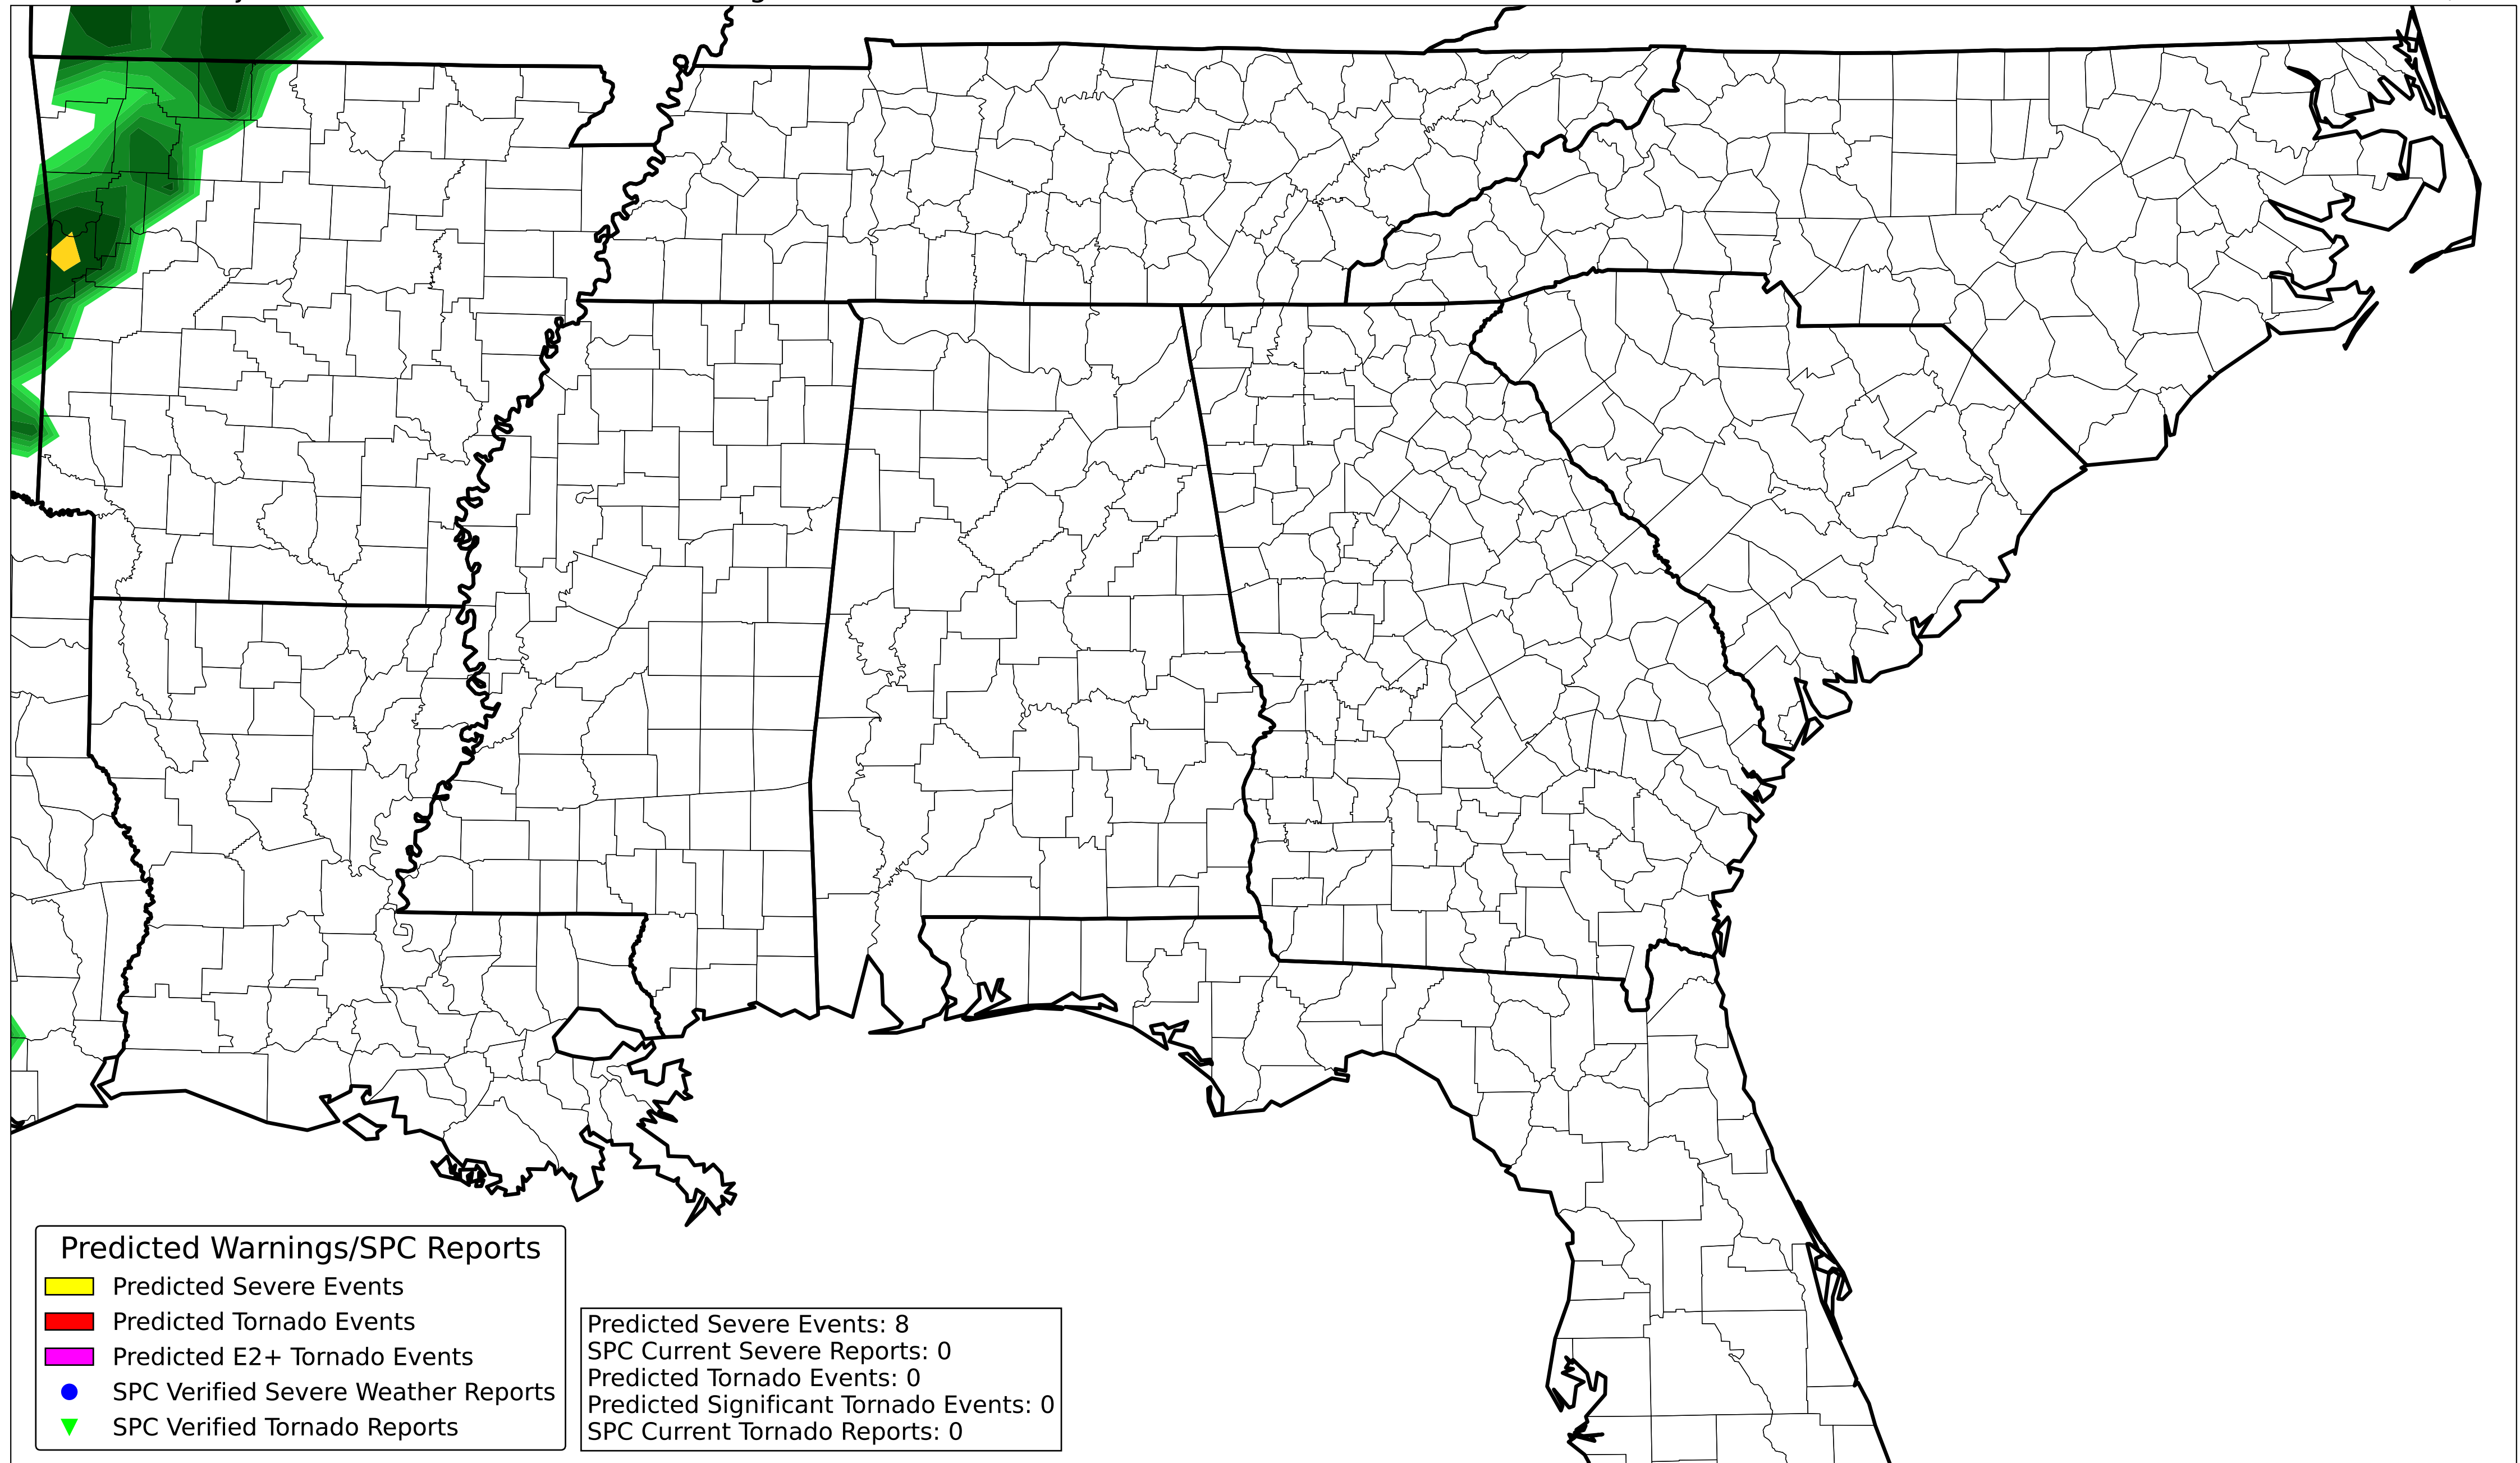 Predicted Warnings/SPC Reports
Predicted Severe Events
Predicted Tornado Events
Predicted E2+ Tornado Events
SPC Verified Severe Weather Reports
SPC Verified Tornado Reports
Predicted Severe Events: 8
SPC Current Severe Reports: 0
Predicted Tornado Events: 0
Predicted Significant Tornado Events: 0
SPC Current Tornado Reports: 0